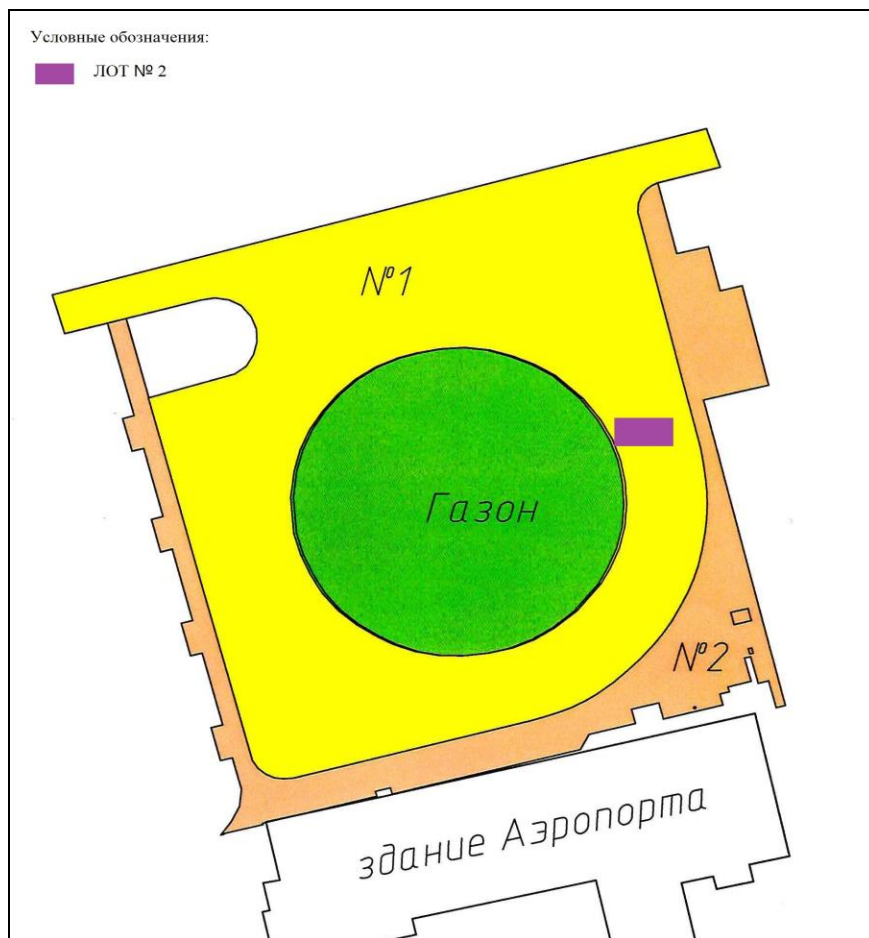 Условные обозначения:
ЛОТ № 2
№1
Газон
№2
здание Аэропорта